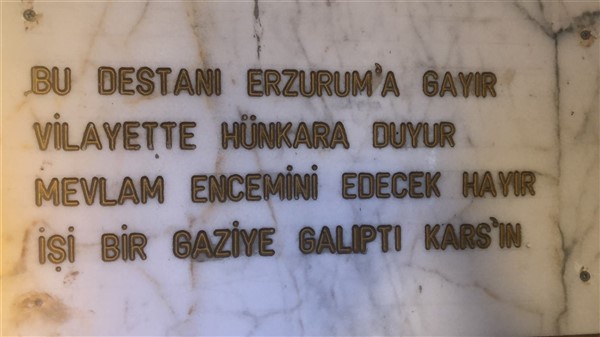 BU DESTANI ERZURUM'A GAYIR
VİLAYETTE HÜNKARA DUYUR
MEVLAM ENCEMİNİ EDECEK HAYIR
İŞİ BİR GAZİYE GALIPTI KARS'IN